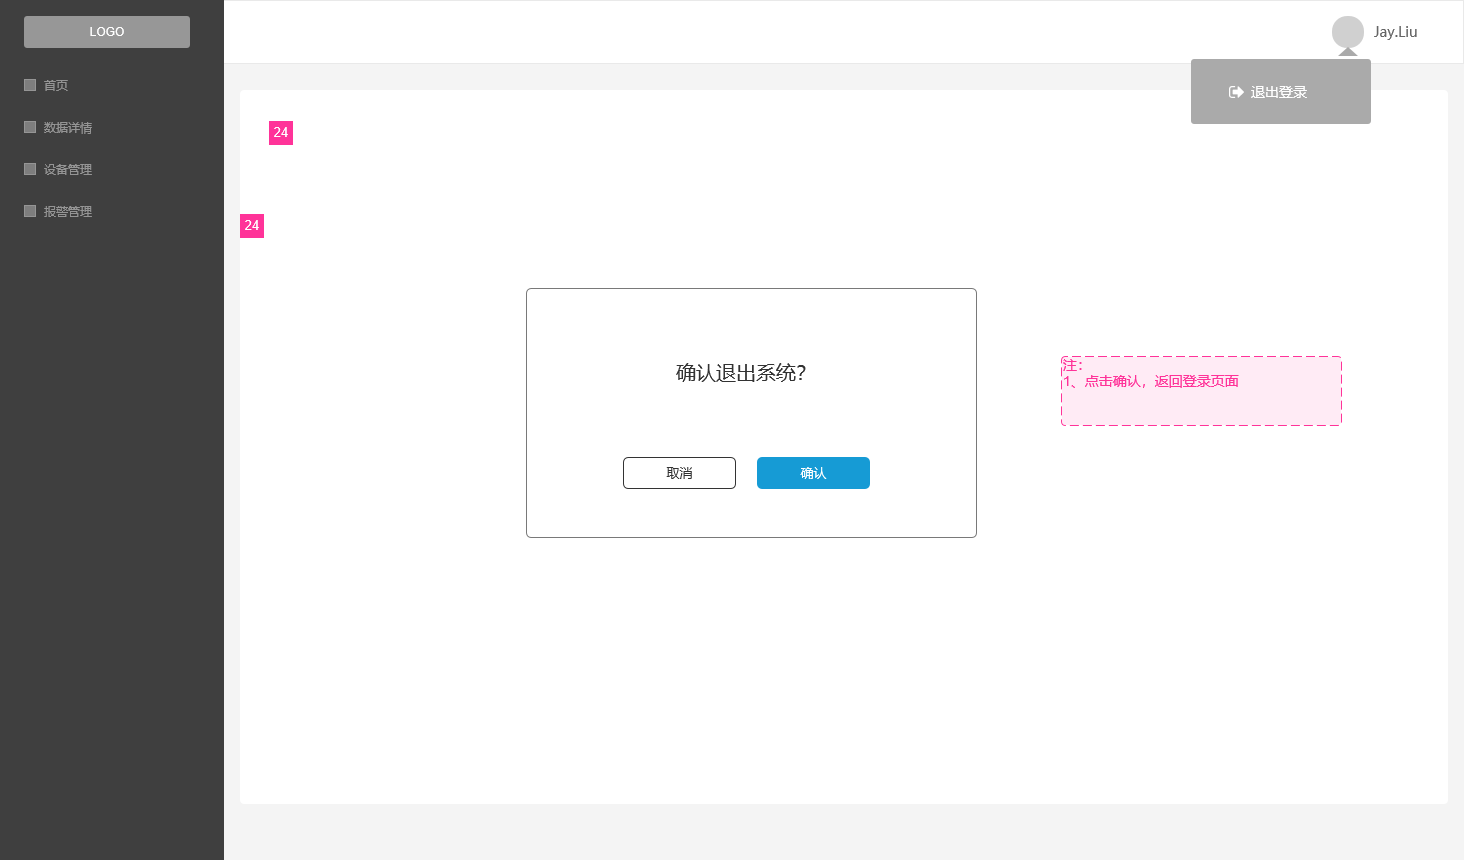 LOGO
Jay.Liu
首页
退出登录
数据详情
24
设备管理
报警管理
24
确认退出系统？
注：
1、点击确认，返回登录页面
取消
确认